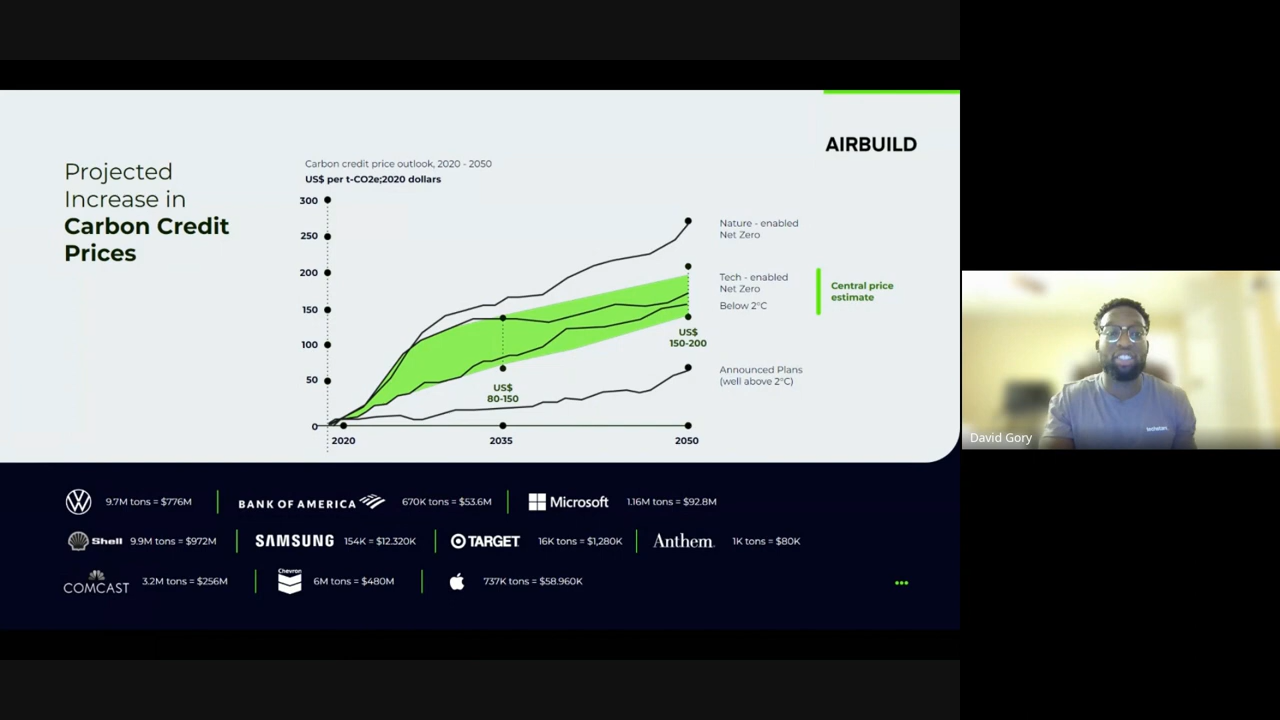 AIRBUILD
Projected
Increase in
Carbon Credit
Prices
Carbon credit price outlook, 2020 - 2050
US$ per t-CO2e;2020 dollars
300
250
200
150
100
50
0
2020
2035
2050
US$
80-150
US$
150-200
Nature - enabled
Net Zero
Tech - enabled
Net Zero
Below 2°C
Central price
estimate
Announced Plans
(well above 2°C)
9.7M tons = $776M
BANK OF AMERICA
670K tons = $53.6M
Microsoft
1.16M tons = $92.8M
Shell
9.9M tons = $972M
SAMSUNG
154K = $12.320K
TARGET
16K tons = $1,280K
Anthem
1K tons = $80K
COMCAST
3.2M tons = $256M
Chevron
6M tons = $480M
737K tons = $58.960K
David Gory